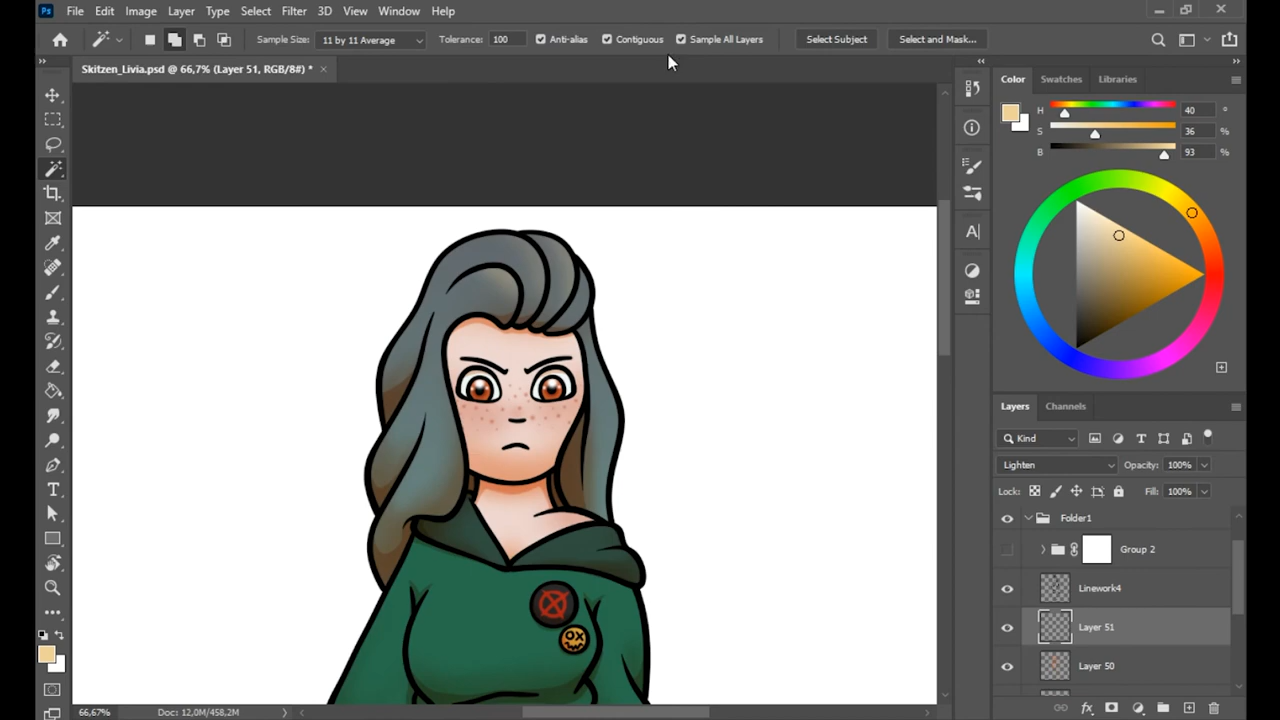 Ps File Edit Image Layer Type Select Filter 3D View Window Help
Sample Size: 11 by 11 Average Tolerance: 100 Anti-alias Contiguous Sample All Layers Select Subject Select and Mask...
Skitzen_Livia.psd @ 66,7% (Layer 51, RGB/8#) *
Color Swatches Libraries
H 40 °
S 36 %
B 93 %
A
T
Layers Channels
Kind
T
Lighten Opacity: 100%
Lock: Fill: 100%
Folder1
Group 2
Linework4
Layer 51
Layer 50
OX
66,67% Doc: 12,0M/458,2M
fx